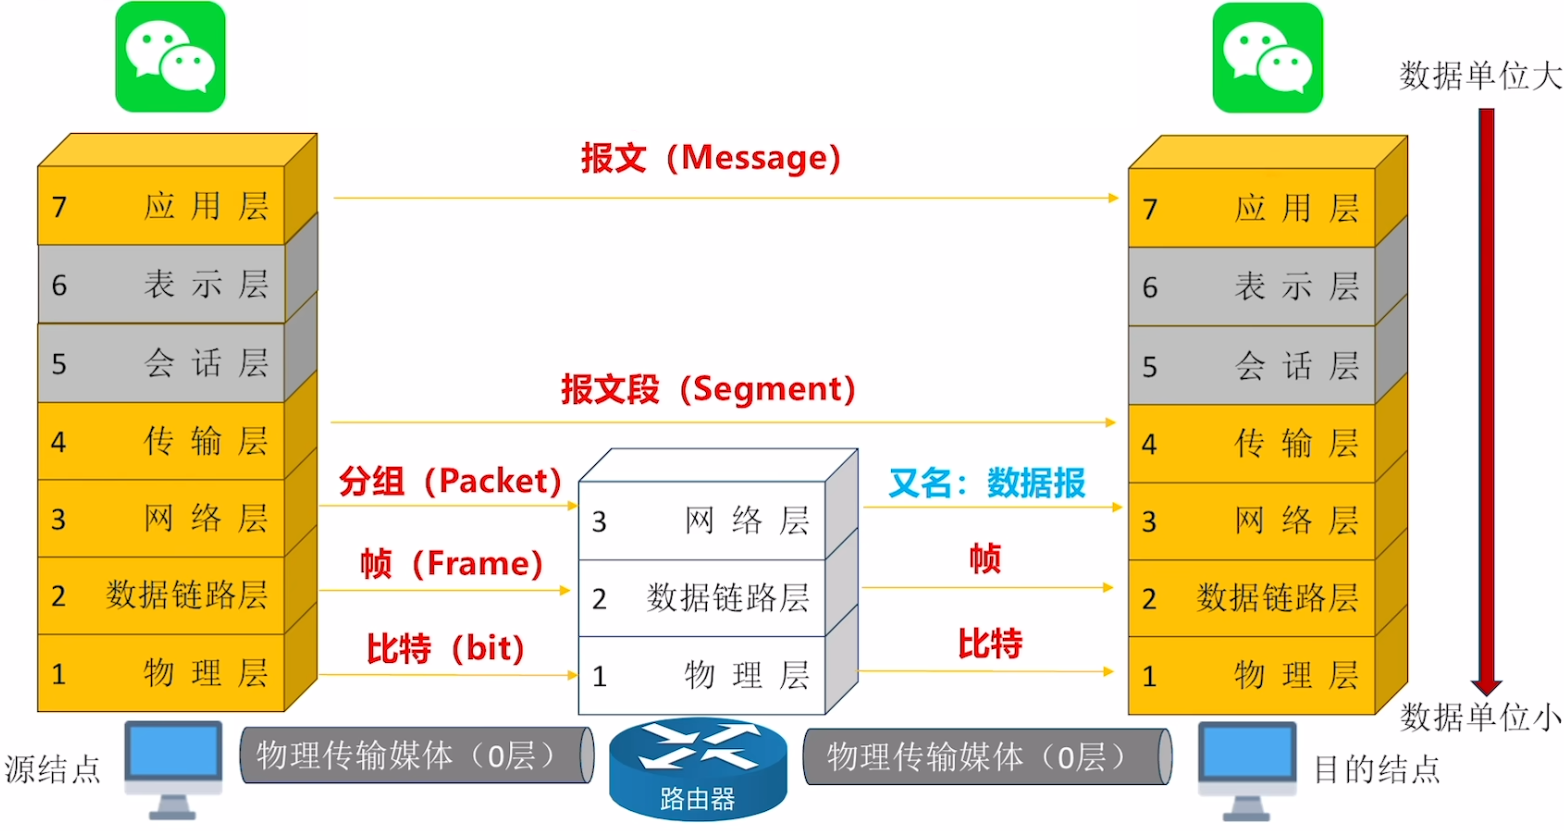 数据单位大
报文（Message）
7 应用层
7 应用层
6 表示层
6 表示层
5 会话层
5 会话层
报文段（Segment）
4 传输层
4 传输层
分组（Packet）
又名：数据报
3 网络层
3 网络层
3 网络层
帧（Frame）
帧
2 数据链路层
2 数据链路层
2 数据链路层
比特（bit）
比特
1 物理层
1 物理层
1 物理层
数据单位小
源结点
物理传输媒体（0层）
路由器
物理传输媒体（0层）
目的结点